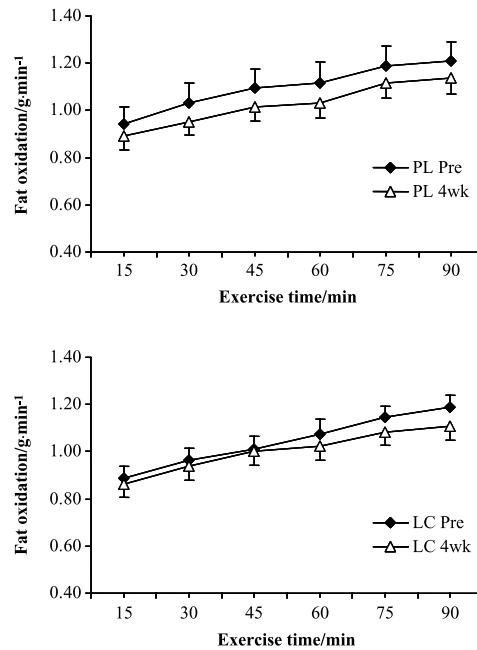 1.40
1.20
1.00
0.80
0.60
0.40
Fat oxidation/g·min⁻¹
PL Pre
PL 4wk
15 30 45 60 75 90
Exercise time/min
1.40
1.20
1.00
0.80
0.60
0.40
Fat oxidation/g·min⁻¹
LC Pre
LC 4wk
15 30 45 60 75 90
Exercise time/min